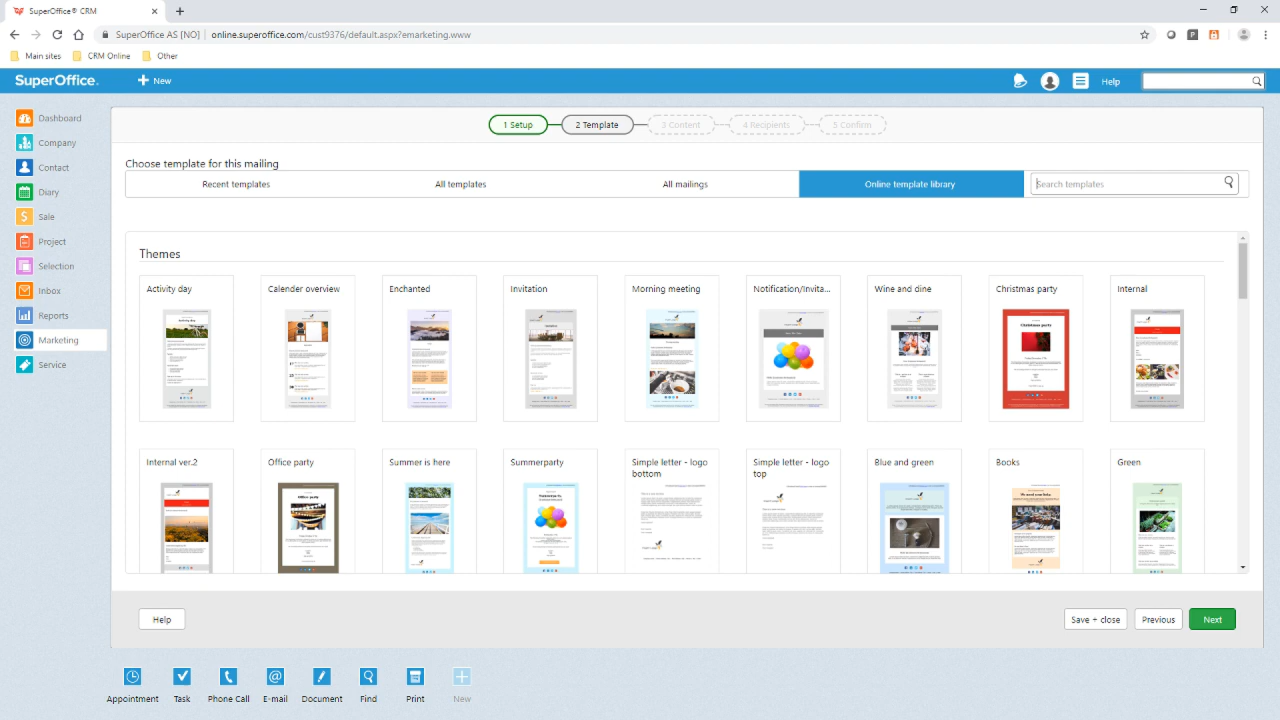 SuperOffice® CRM
SuperOffice AS [NO] | online.superoffice.com/cust9376/default.aspx?emarketing.www
Main sites CRM Online Other
SuperOffice. New Help
Dashboard
Company
Contact
Diary
Sale
Project
Selection
Inbox
Reports
Marketing
Service
1 Setup 2 Template 3 Content 4 Recipients 5 Confirm
Choose template for this mailing
Recent templates All templates All mailings Online template library Search templates
Themes
Activity day Calender overview Enchanted Invitation Morning meeting Notification/Invita... Wine and dine Christmas party Internal
Christmas party
Internal ver.2 Office party Summer is here Summerparty Simple letter - logo bottom Simple letter - logo top Blue and green Books Green
Office party
Help Save + close Previous Next
Appointment Task Phone Call E-mail Document Find Print New